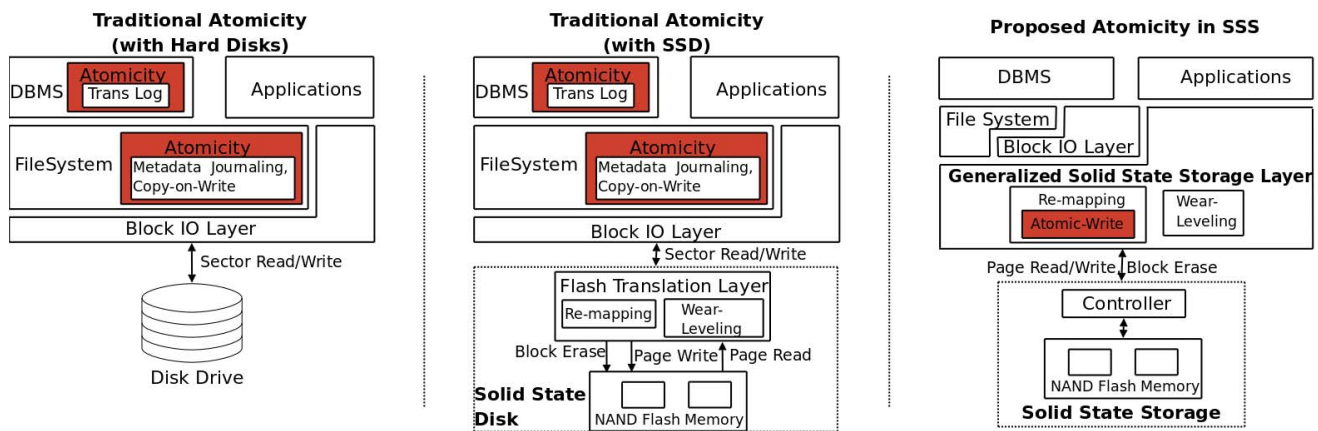 Traditional Atomicity
(with Hard Disks)
DBMS
Atomicity
Trans Log
Applications
FileSystem
Atomicity
Metadata Journaling,
Copy-on-Write
Block IO Layer
Sector Read/Write
Disk Drive
Traditional Atomicity
(with SSD)
DBMS
Atomicity
Trans Log
Applications
FileSystem
Atomicity
Metadata Journaling,
Copy-on-Write
Block IO Layer
Sector Read/Write
Flash Translation Layer
Re-mapping
Wear-
Leveling
Block Erase
Page Write
Page Read
Solid State
Disk
NAND Flash Memory
Proposed Atomicity in SSS
DBMS
Applications
File System
Block IO Layer
Generalized Solid State Storage Layer
Re-mapping
Atomic-Write
Wear-
Leveling
Page Read/Write
Block Erase
Controller
NAND Flash Memory
Solid State Storage